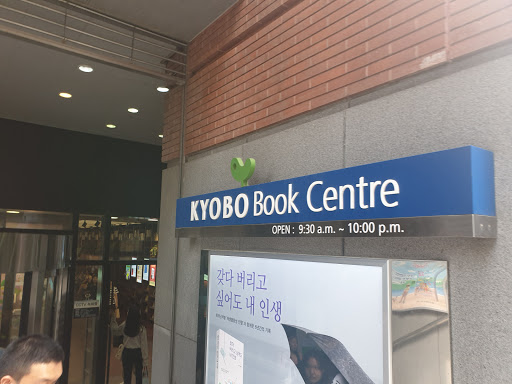 KYOBO Book Centre
OPEN : 9:30 a.m. ~ 10:00 p.m.
갖다 버리고
싶어도 내 인생